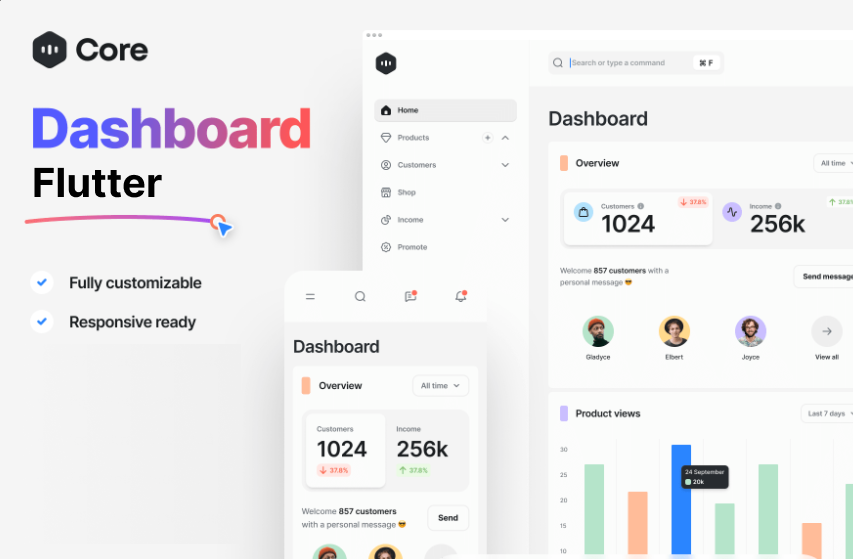 Core
Dashboard
Flutter
Fully customizable
Responsive ready
Search or type a command
⌘ F
Home
Products
+
Customers
Shop
Income
Promote
Dashboard
Overview
All time
Customers
37.8%
1024
Income
37.8%
256k
Welcome 857 customers with a
personal message 😎
Send message
Gladyce
Elbert
Joyce
View all
Product views
Last 7 days
30
25
20
15
10
24 September
20k
Dashboard
Overview
All time
Customers
Income
1024
256k
37.8%
37.8%
Welcome 857 customers
with a personal message 😎
Send